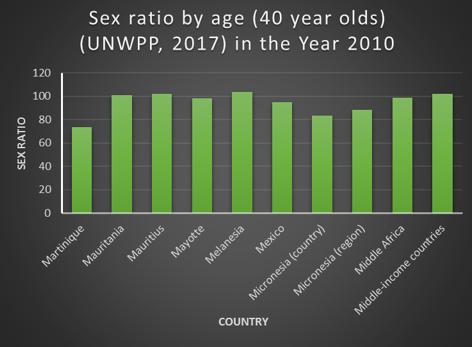 Sex ratio by age (40 year olds)
(UNWPP, 2017) in the Year 2010
120
100
80
60
40
20
0
SEX RATIO
Martinique
Mauritania
Mauritius
Mayotte
Melanesia
Mexico
Micronesia (country)
Micronesia (region)
Middle Africa
Middle-income countries
COUNTRY